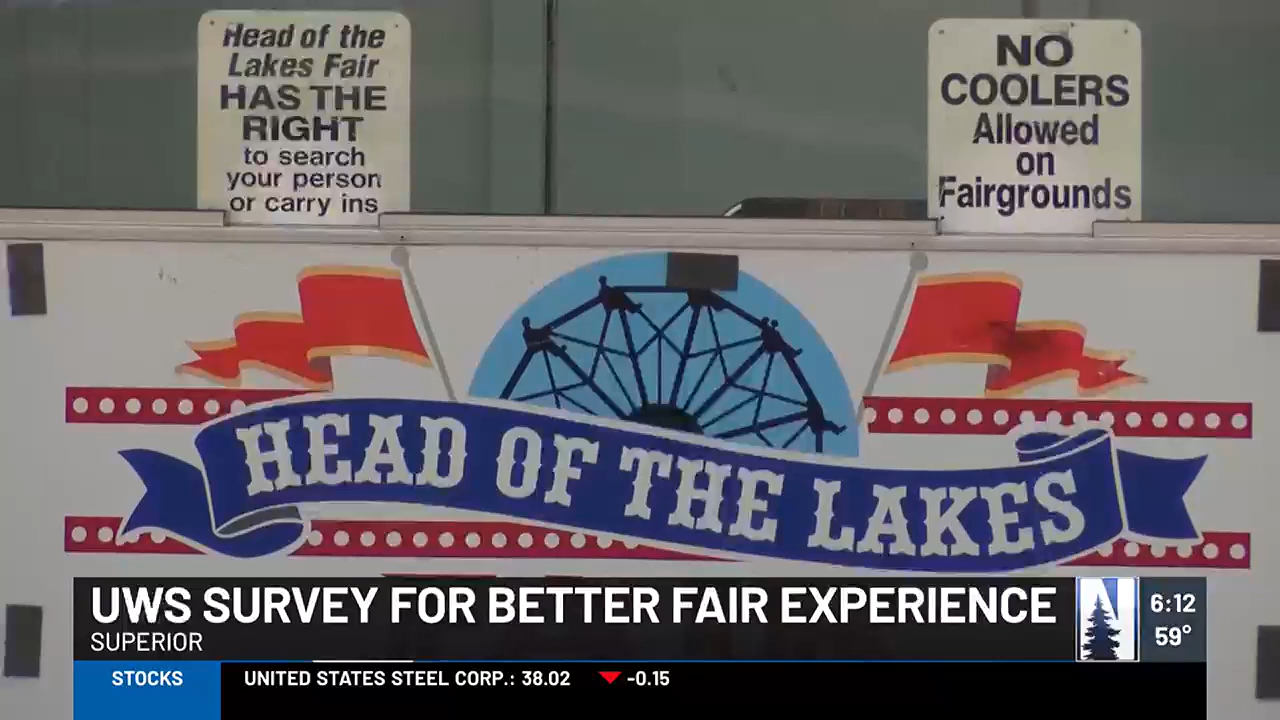 Head of the
Lakes Fair
HAS THE
RIGHT
to search
your person
or carry ins
NO
COOLERS
Allowed
on
Fairgrounds
HEAD OF THE LAKES
UWS SURVEY FOR BETTER FAIR EXPERIENCE
SUPERIOR
N
6:12
59°
STOCKS
UNITED STATES STEEL CORP.: 38.02 ▼ -0.15